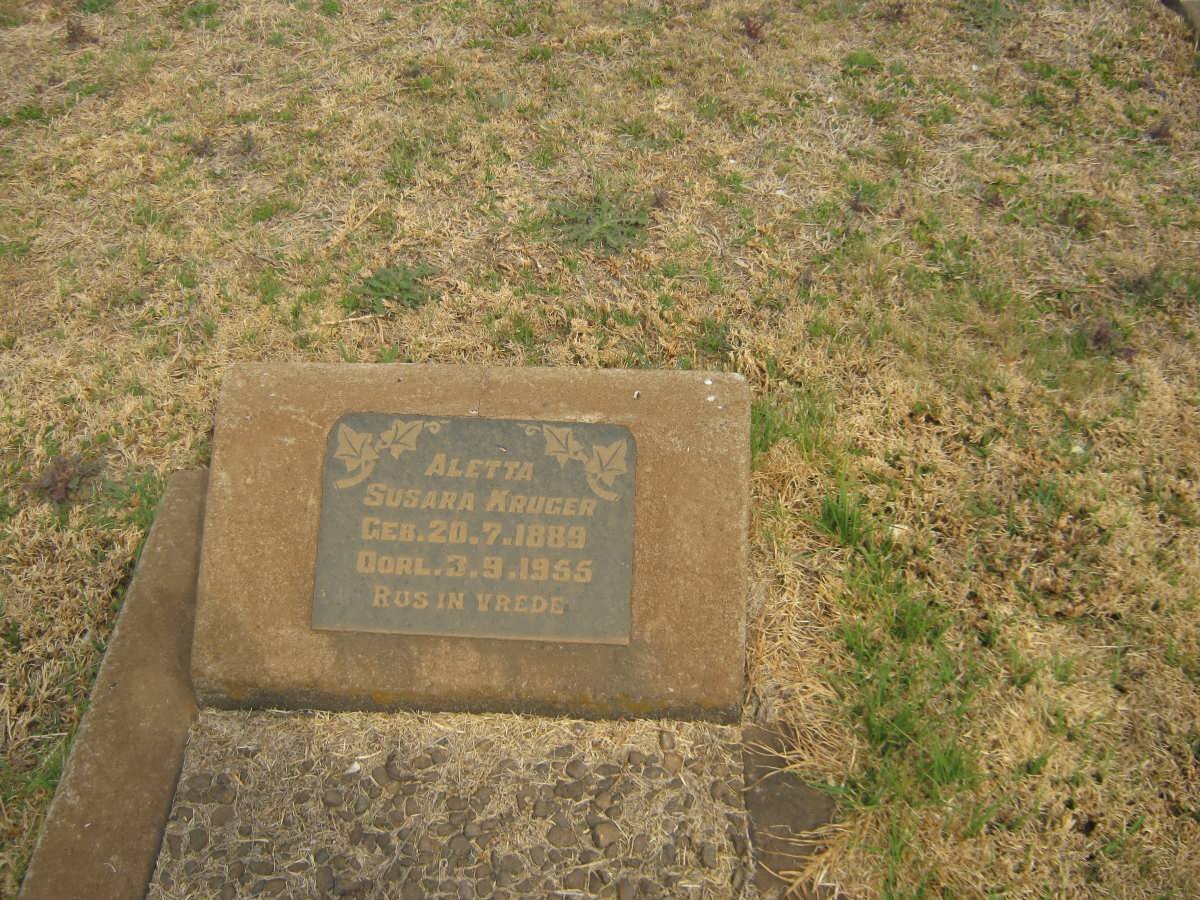 ALETTA
SUSARA KRUGER
GEB. 20.7.1889
OORL. 3.9.1955
RUS IN VREDE